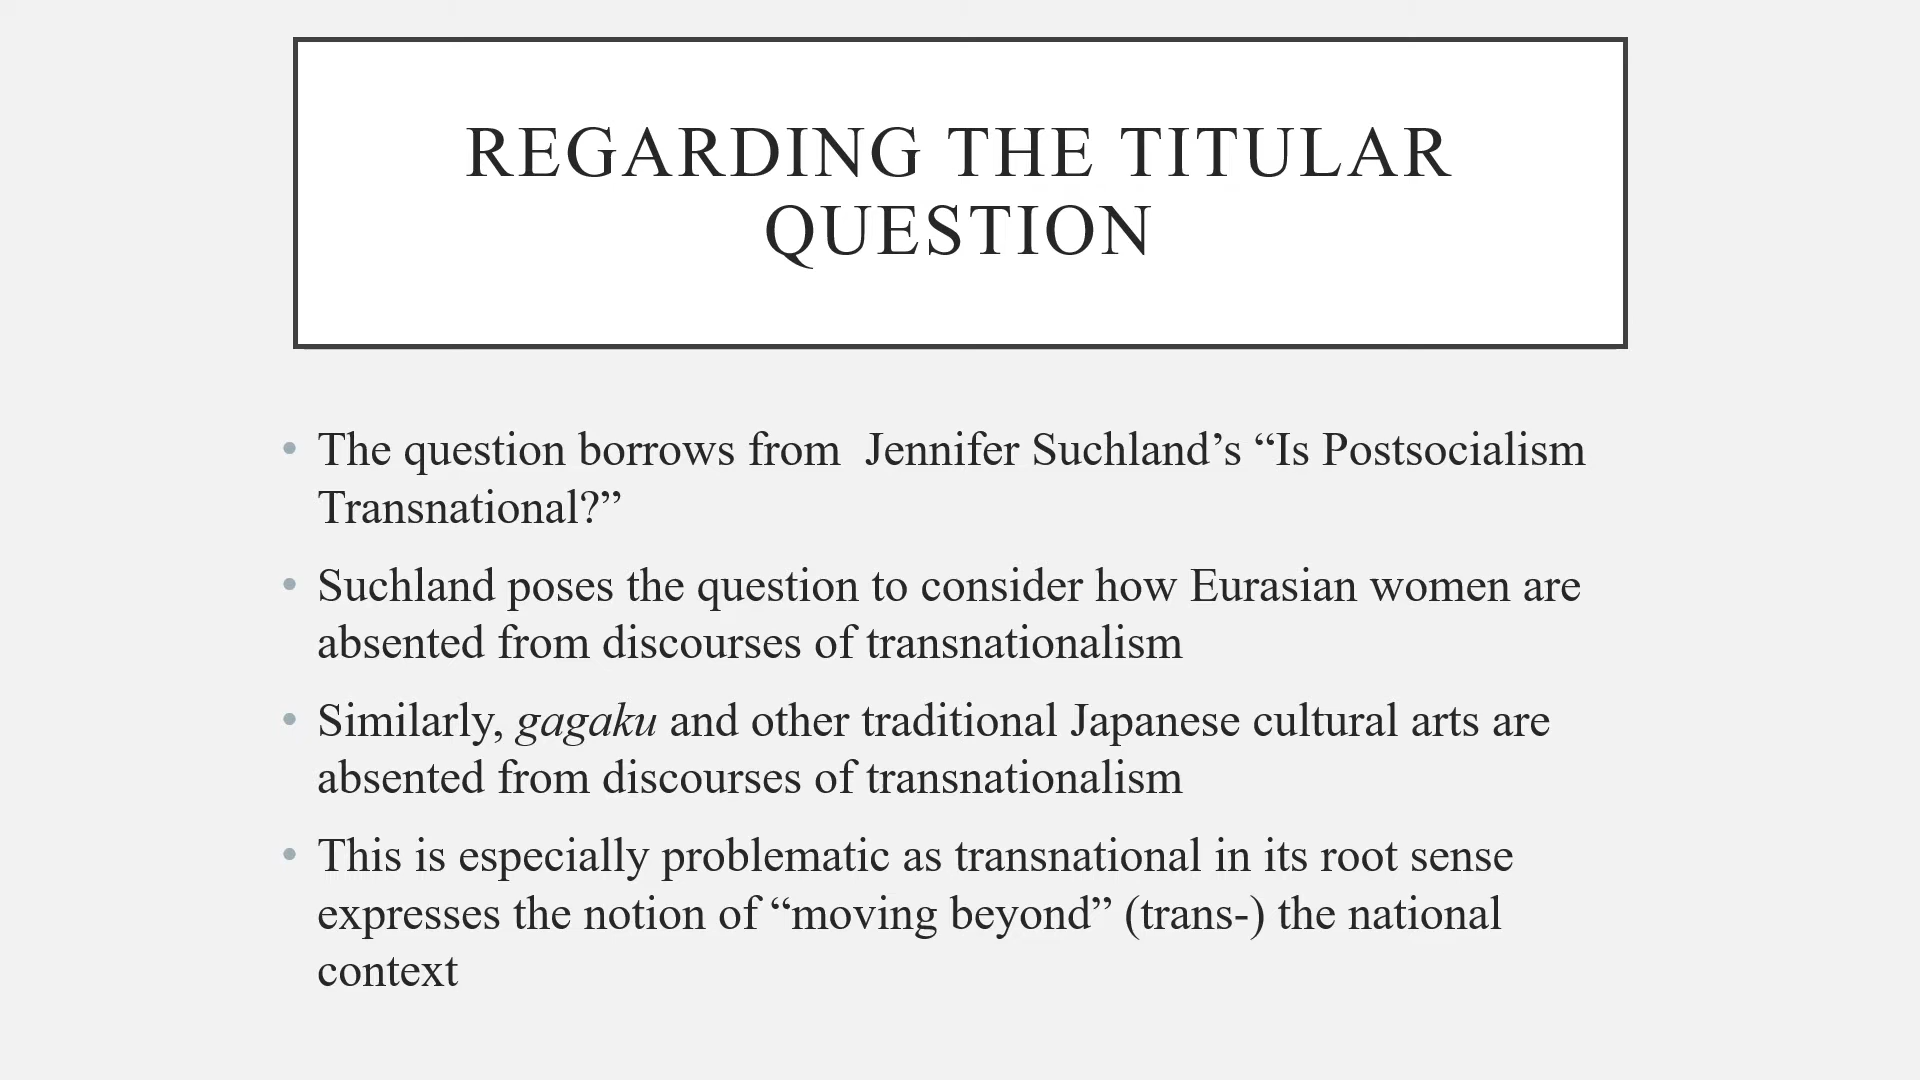 REGARDING THE TITULAR
QUESTION
• The question borrows from  Jennifer Suchland’s “Is Postsocialism
Transnational?”
• Suchland poses the question to consider how Eurasian women are
absented from discourses of transnationalism
• Similarly, gagaku and other traditional Japanese cultural arts are
absented from discourses of transnationalism
• This is especially problematic as transnational in its root sense
expresses the notion of “moving beyond” (trans-) the national
context